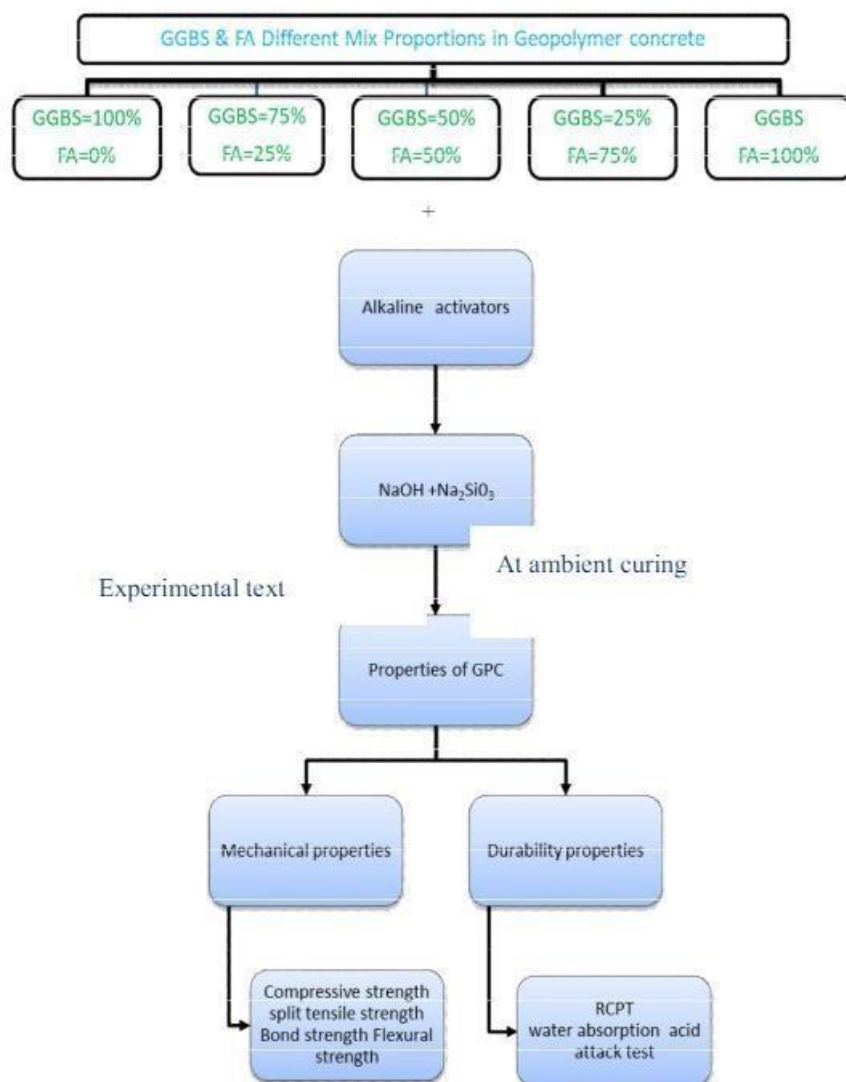 GGBS & FA Different Mix Proportions in Geopolymer concrete
GGBS=100%
FA=0%
GGBS=75%
FA=25%
GGBS=50%
FA=50%
GGBS=25%
FA=75%
GGBS
FA=100%
+
Alkaline activators
NaOH +Na₂Si0₃
At ambient curing
Experimental text
Properties of GPC
Mechanical properties
Durability properties
Compressive strength
split tensile strength
Bond strength Flexural
strength
RCPT
water absorption acid
attack test